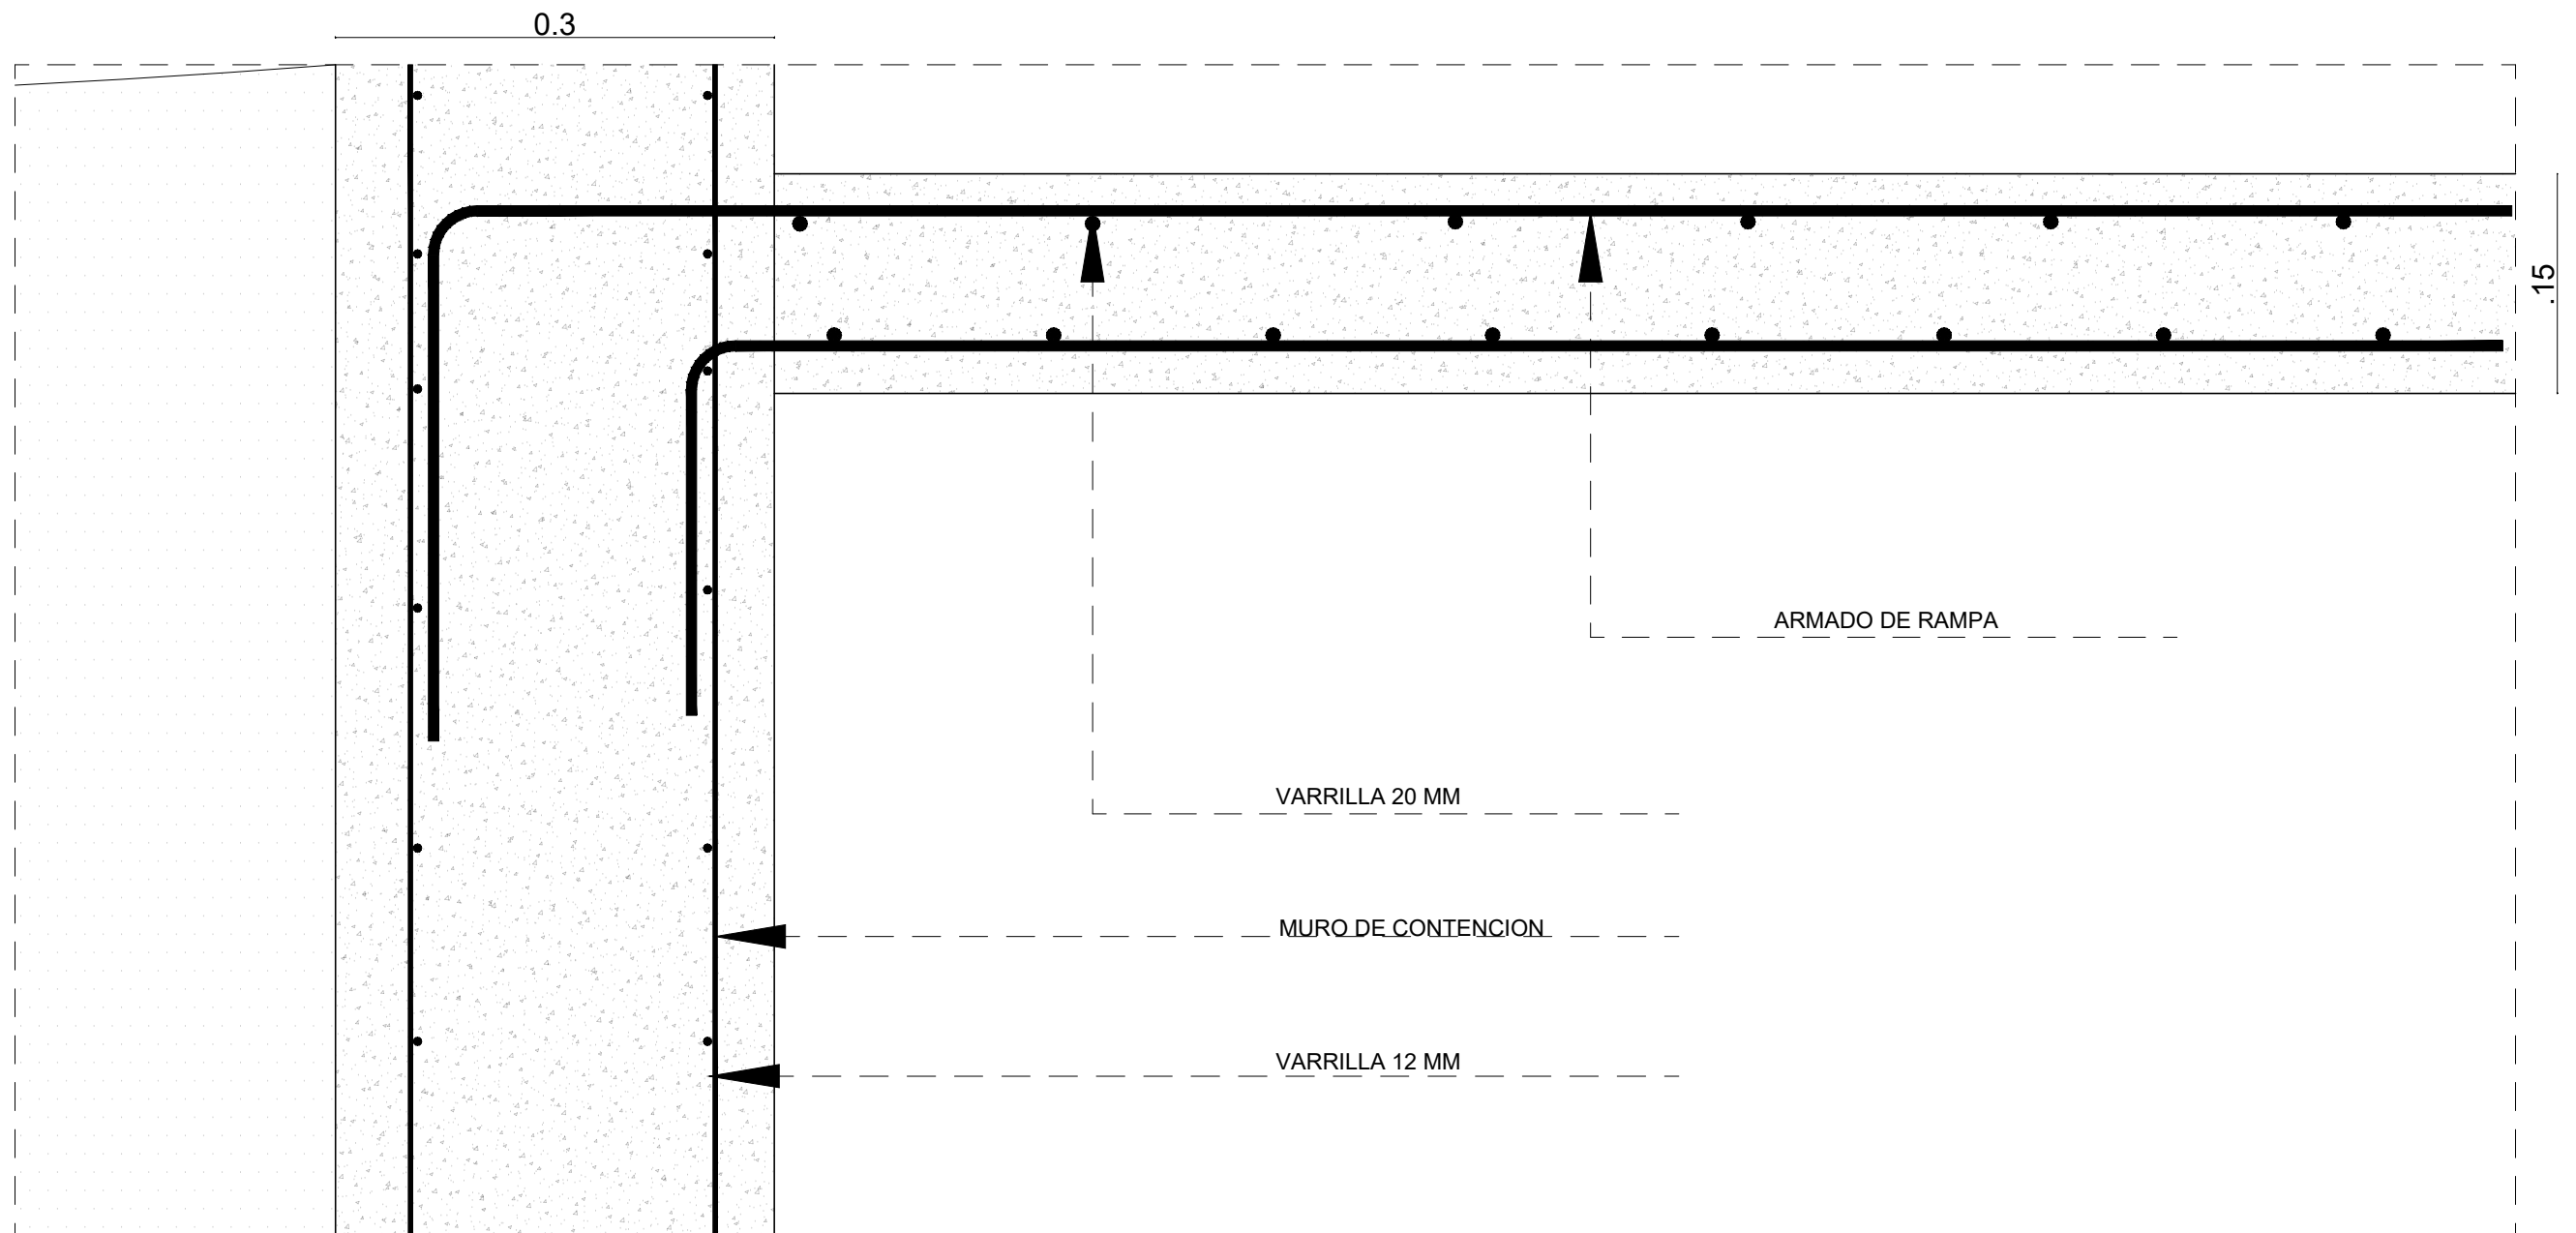 0.3
.15
ARMADO DE RAMPA
VARRILLA 20 MM
MURO DE CONTENCION
VARRILLA 12 MM